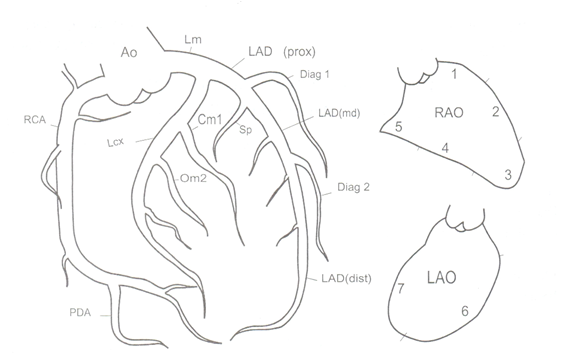 Lm
Ao
LAD (prox)
Diag 1
RCA
Lcx
Cm1
Sp
LAD(md)
Om2
Diag 2
LAD(dist)
PDA
1
RAO
2
5
4
3
LAO
7
6